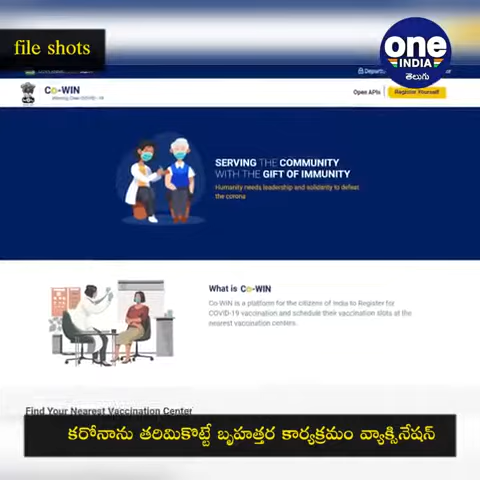 file shots
one
INDIA
తెలుగు
Co-WIN
Open APIs
Register Yourself
SERVING THE COMMUNITY
WITH THE GIFT OF IMMUNITY
Humanity needs leadership and solidarity to defeat
the corona
What is Co-WIN
Co-WIN is a platform for the citizens of India to Register for
COVID-19 vaccination and schedule their vaccination slots at the
nearest vaccination centers.
Find Your Nearest Vaccination Center
కరోనాను తరిమికొట్టే బృహత్తర కార్యక్రమం వ్యాక్సినేషన్